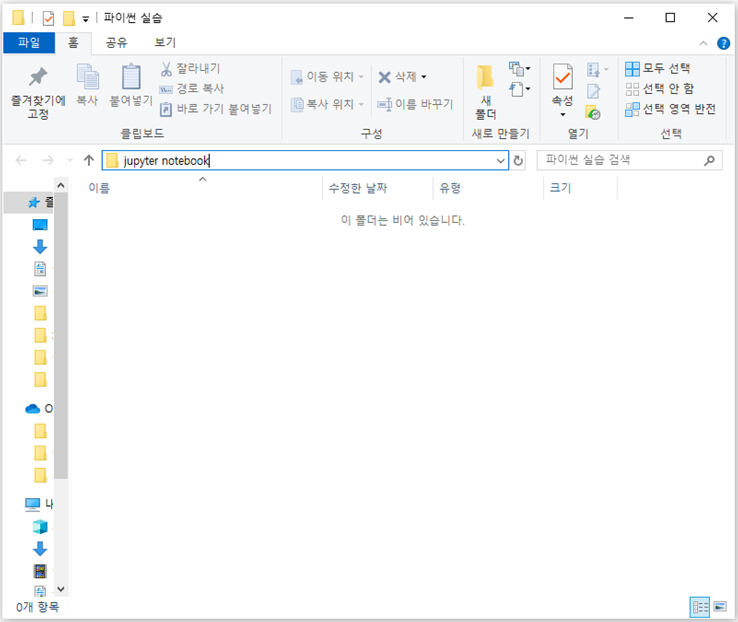 파이썬 실습
파일 홈 공유 보기
즐겨찾기에 고정
복사
붙여넣기
잘라내기
경로 복사
바로 가기 붙여넣기
클립보드
이동 위치
복사 위치
삭제
이름 바꾸기
구성
새 폴더
새로 만들기
속성
열기
모두 선택
선택 안 함
선택 영역 반전
선택
jupyter notebook
파이썬 실습 검색
이름 수정한 날짜 유형 크기
이 폴더는 비어 있습니다.
즐
O
내
0개 항목